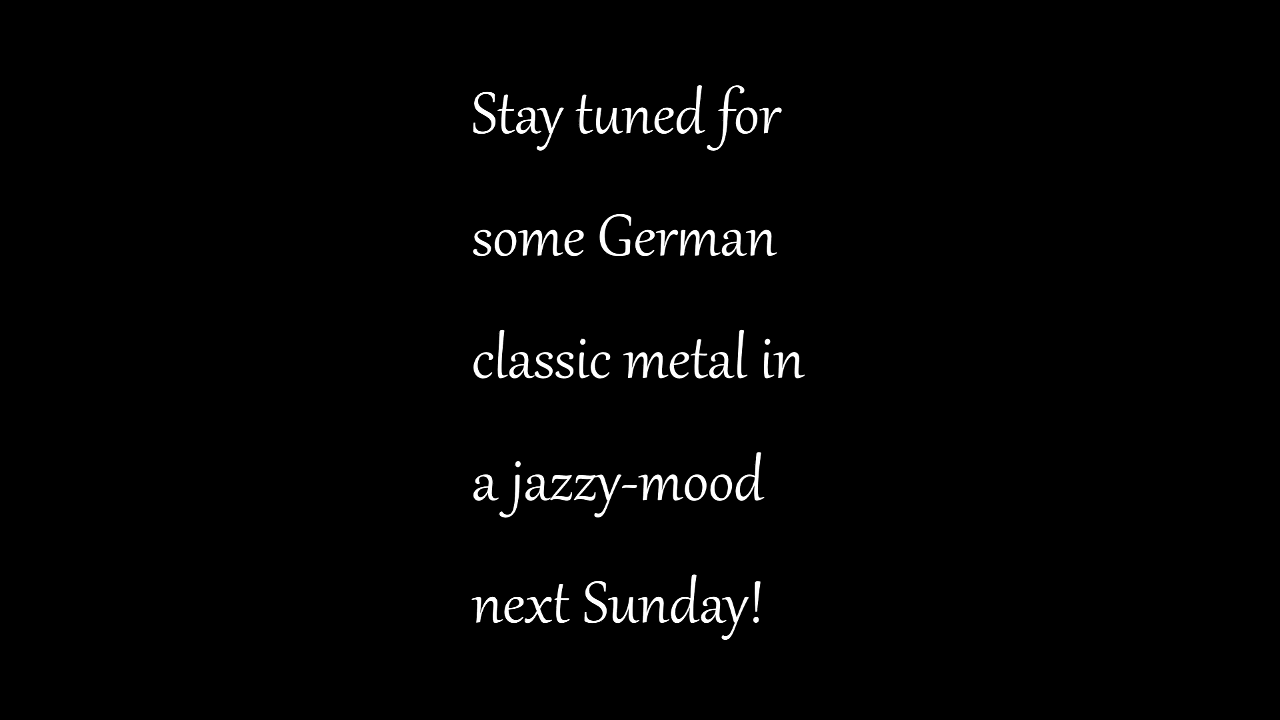 Stay tuned for
some German
classic metal in
a jazzy-mood
next Sunday!